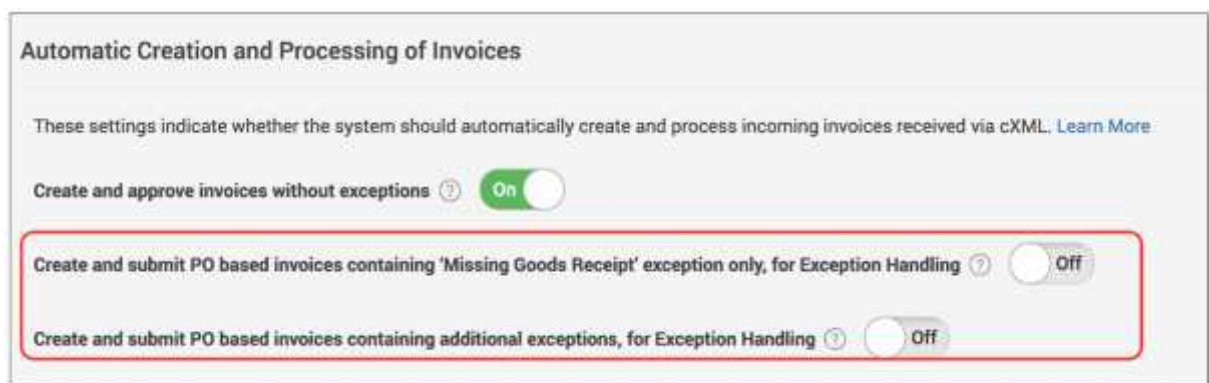 Automatic Creation and Processing of Invoices
These settings indicate whether the system should automatically create and process incoming invoices received via cXML. Learn More
Create and approve invoices without exceptions ? On
Create and submit PO based invoices containing 'Missing Goods Receipt' exception only, for Exception Handling ? Off
Create and submit PO based invoices containing additional exceptions, for Exception Handling ? Off